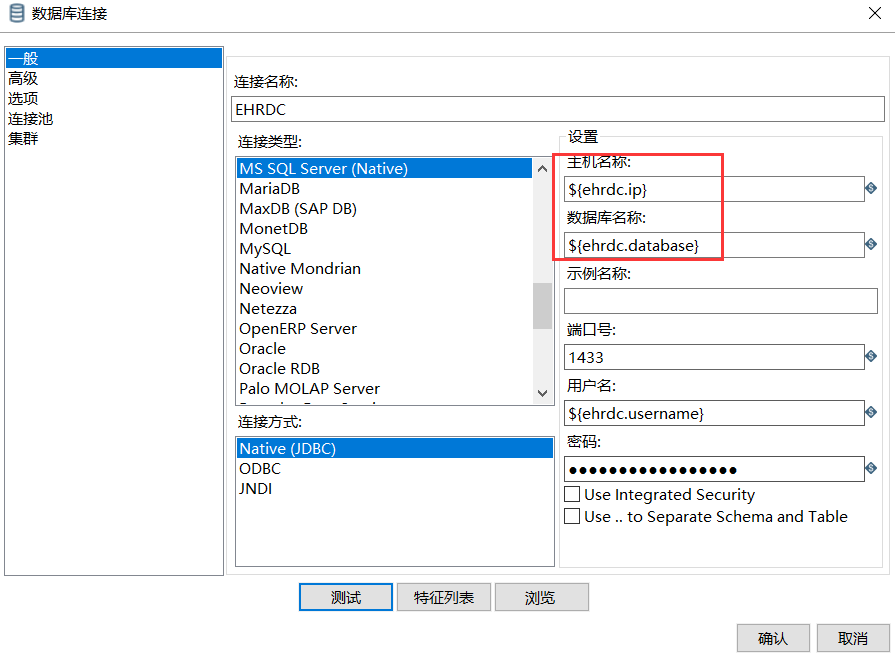 数据库连接
一般
高级
选项
连接池
集群
连接名称:
EHRDC
连接类型:
MS SQL Server (Native)
MariaDB
MaxDB (SAP DB)
MonetDB
MySQL
Native Mondrian
Neoview
Netezza
OpenERP Server
Oracle
Oracle RDB
Palo MOLAP Server
连接方式:
Native (JDBC)
ODBC
JNDI
设置
主机名称:
${ehrdc.ip}
数据库名称:
${ehrdc.database}
示例名称:
端口号:
1433
用户名:
${ehrdc.username}
密码:
●●●●●●●●●●●●●●●●●
Use Integrated Security
Use .. to Separate Schema and Table
测试
特征列表
浏览
确认
取消